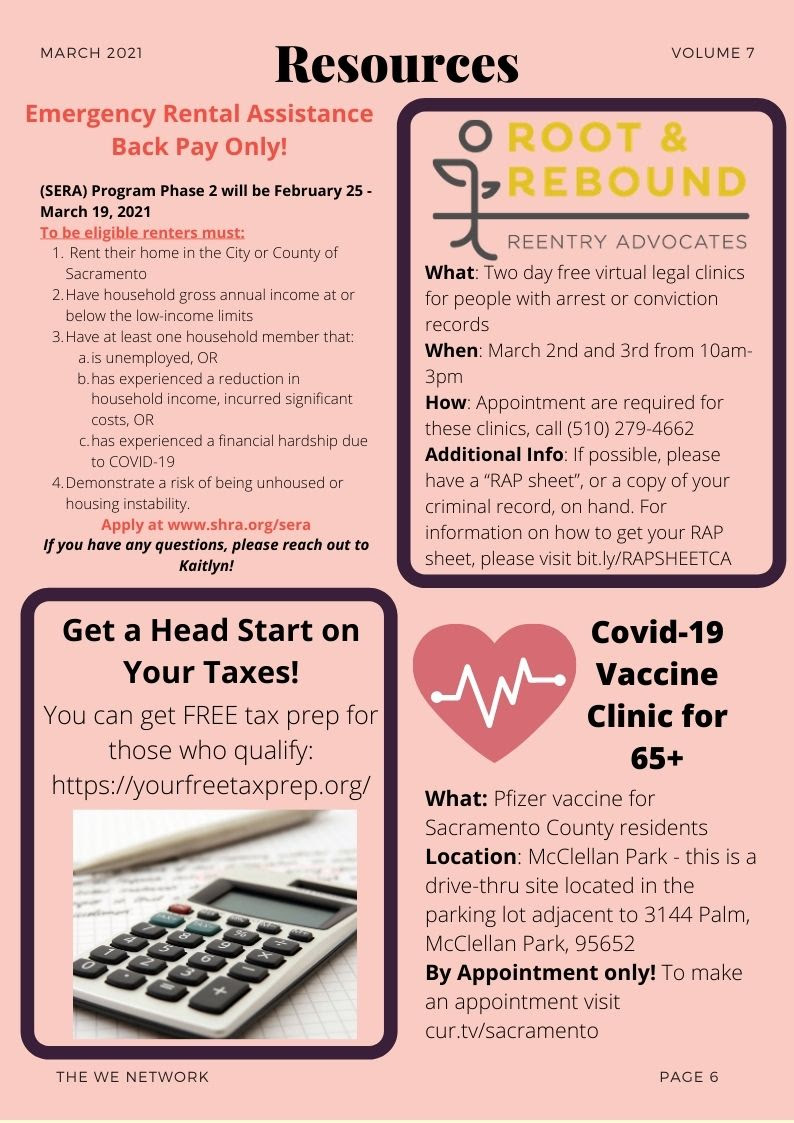 MARCH 2021
Resources
VOLUME 7
Emergency Rental Assistance
Back Pay Only!
(SERA) Program Phase 2 will be February 25 -
March 19, 2021
To be eligible renters must:
1. Rent their home in the City or County of
Sacramento
2. Have household gross annual income at or
below the low-income limits
3. Have at least one household member that:
a. is unemployed, OR
b. has experienced a reduction in
household income, incurred significant
costs, OR
c. has experienced a financial hardship due
to COVID-19
4. Demonstrate a risk of being unhoused or
housing instability.
Apply at www.shra.org/sera
If you have any questions, please reach out to
Kaitlyn!
ROOT &
REBOUND
REENTRY ADVOCATES
What: Two day free virtual legal clinics
for people with arrest or conviction
records
When: March 2nd and 3rd from 10am-
3pm
How: Appointment are required for
these clinics, call (510) 279-4662
Additional Info: If possible, please
have a “RAP sheet”, or a copy of your
criminal record, on hand. For
information on how to get your RAP
sheet, please visit bit.ly/RAPSHEETCA
Get a Head Start on
Your Taxes!
You can get FREE tax prep for
those who qualify:
https://yourfreetaxprep.org/
Covid-19
Vaccine
Clinic for
65+
What: Pfizer vaccine for
Sacramento County residents
Location: McClellan Park - this is a
drive-thru site located in the
parking lot adjacent to 3144 Palm,
McClellan Park, 95652
By Appointment only! To make
an appointment visit
cur.tv/sacramento
THE WE NETWORK
PAGE 6